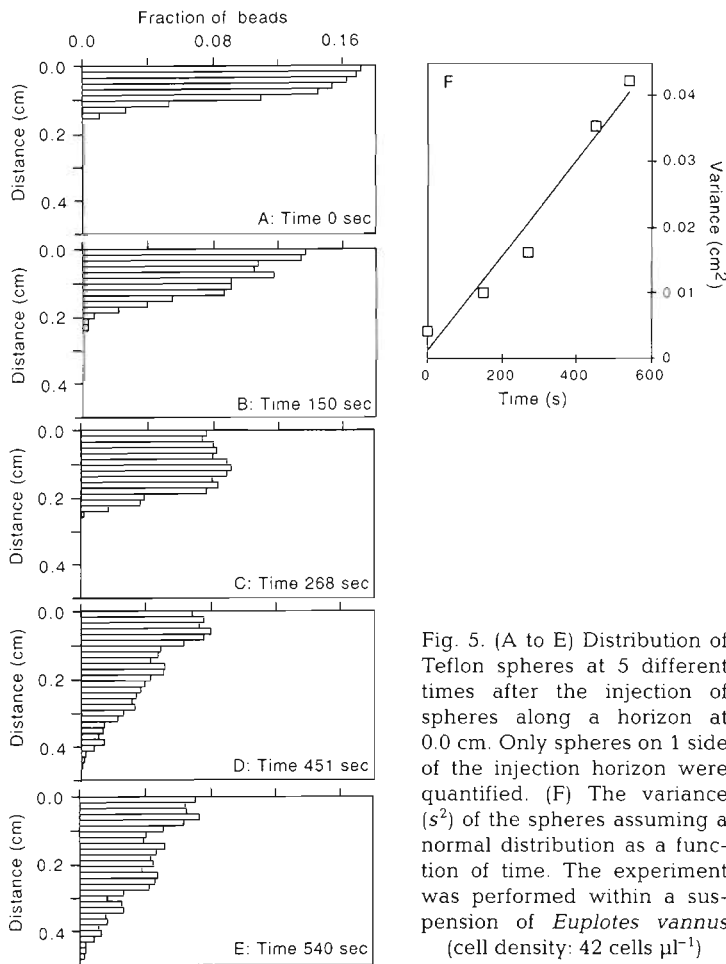 Fraction of beads
0.0 0.08 0.16
0.0
0.2
0.4
Distance (cm)
A: Time 0 sec
0.0
0.2
0.4
Distance (cm)
B: Time 150 sec
0.0
0.2
0.4
Distance (cm)
C: Time 268 sec
0.0
0.2
0.4
Distance (cm)
D: Time 451 sec
0.0
0.2
0.4
Distance (cm)
E: Time 540 sec
F
0.04
0.03
0.02
0.01
0
Variance (cm²)
0 200 400 600
Time (s)
Fig. 5. (A to E) Distribution of
Teflon spheres at 5 different
times after the injection of
spheres along a horizon at
0.0 cm. Only spheres on 1 side
of the injection horizon were
quantified. (F) The variance
(s²) of the spheres assuming a
normal distribution as a func-
tion of time. The experiment
was performed within a sus-
pension of Euplotes vannus
(cell density: 42 cells µl⁻¹)